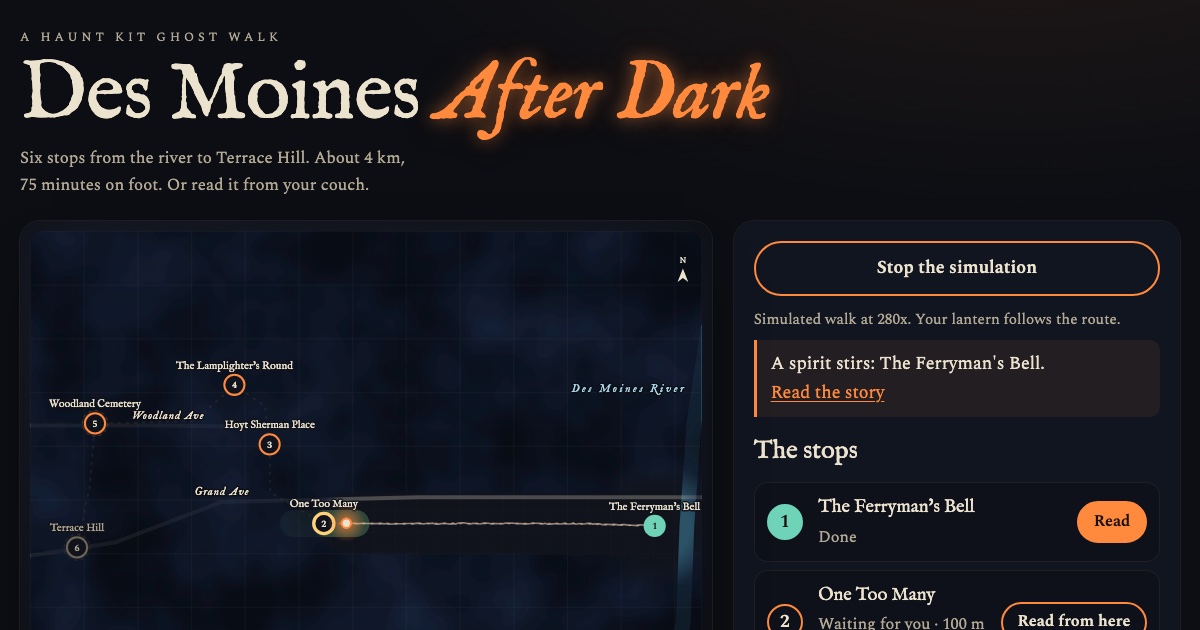 A HAUNT KIT GHOST WALK
Des Moines After Dark
Six stops from the river to Terrace Hill. About 4 km,
75 minutes on foot. Or read it from your couch.
N
The Lamplighter's Round
4
Des Moines River
Woodland Cemetery
5
Woodland Ave
Hoyt Sherman Place
3
Grand Ave
One Too Many
2
The Ferryman's Bell
1
Terrace Hill
6
Stop the simulation
Simulated walk at 280x. Your lantern follows the route.
A spirit stirs: The Ferryman's Bell.
Read the story
The stops
1
The Ferryman's Bell
Done
Read
2
One Too Many
Waiting for you · 100 m
Read from here